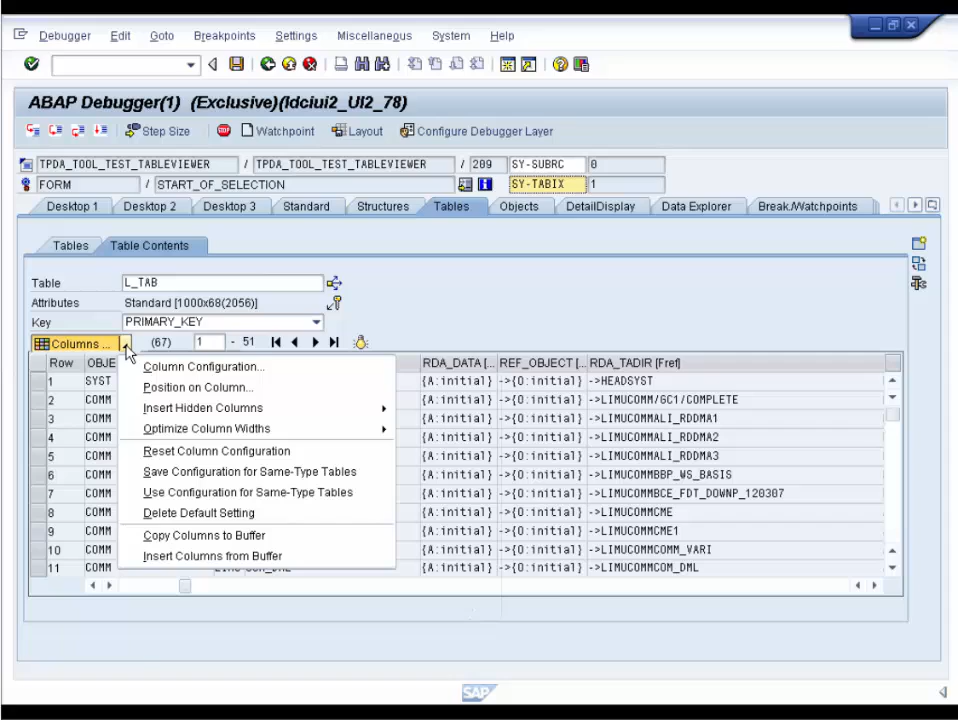 Debugger Edit Goto Breakpoints Settings Miscellaneous System Help
ABAP Debugger(1) (Exclusive)(ldciui2_UI2_78)
Step Size Watchpoint Layout Configure Debugger Layer
TPDA_TOOL_TEST_TABLEVIEWER / TPDA_TOOL_TEST_TABLEVIEWER / 209 SY-SUBRC 0
FORM / START_OF_SELECTION SY-TABIX 1
Desktop 1 Desktop 2 Desktop 3 Standard Structures Tables Objects DetailDisplay Data Explorer Break./Watchpoints
Tables Table Contents
Table L_TAB
Attributes Standard [1000x68(2056)]
Key PRIMARY_KEY
Columns ... (67) 1 - 51
Row OBJE RDA_DATA [... REF_OBJECT [... RDA_TADIR [Fref]
1 SYST {A:initial} ->{O:initial} ->HEADSYST
2 COMM {A:initial} ->{O:initial} ->LIMUCOMM/GC1/COMPLETE
3 COMM {A:initial} ->{O:initial} ->LIMUCOMMALI_RDDMA1
4 COMM {A:initial} ->{O:initial} ->LIMUCOMMALI_RDDMA2
5 COMM {A:initial} ->{O:initial} ->LIMUCOMMALI_RDDMA3
6 COMM {A:initial} ->{O:initial} ->LIMUCOMMBBP_WS_BASIS
7 COMM {A:initial} ->{O:initial} ->LIMUCOMMBCE_FDT_DOWNP_120307
8 COMM {A:initial} ->{O:initial} ->LIMUCOMMCME
9 COMM {A:initial} ->{O:initial} ->LIMUCOMMCME1
10 COMM {A:initial} ->{O:initial} ->LIMUCOMMCOMM_VARI
11 COMM {A:initial} ->{O:initial} ->LIMUCOMMCOM_DML
Column Configuration...
Position on Column...
Insert Hidden Columns
Optimize Column Widths
Reset Column Configuration
Save Configuration for Same-Type Tables
Use Configuration for Same-Type Tables
Delete Default Setting
Copy Columns to Buffer
Insert Columns from Buffer
SAP